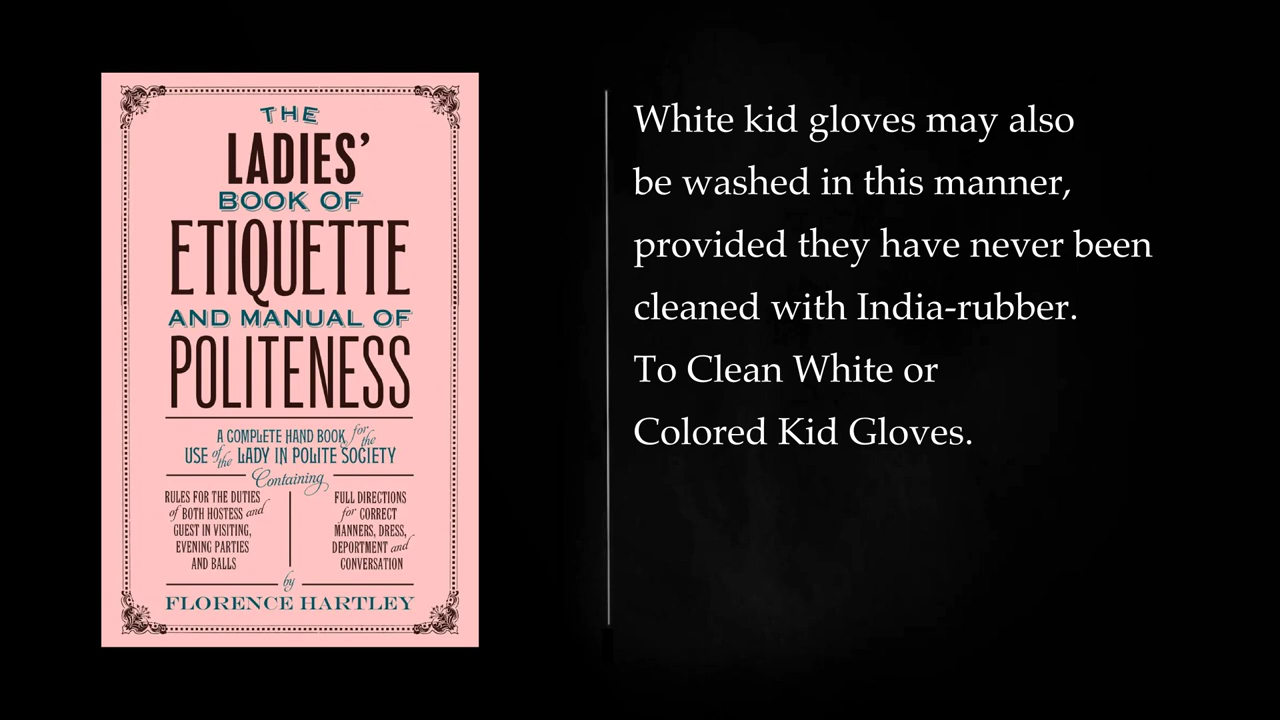 THE
LADIES'
BOOK OF
ETIQUETTE
AND MANUAL OF
POLITENESS
A COMPLETE HAND BOOK for the
USE of the LADY IN POLITE SOCIETY
Containing
RULES FOR THE DUTIES
of BOTH HOSTESS and
GUEST IN VISITING,
EVENING PARTIES
AND BALLS
FULL DIRECTIONS
for CORRECT
MANNERS, DRESS,
DEPORTMENT and
CONVERSATION
by
FLORENCE HARTLEY
White kid gloves may also
be washed in this manner,
provided they have never been
cleaned with India-rubber.
To Clean White or
Colored Kid Gloves.